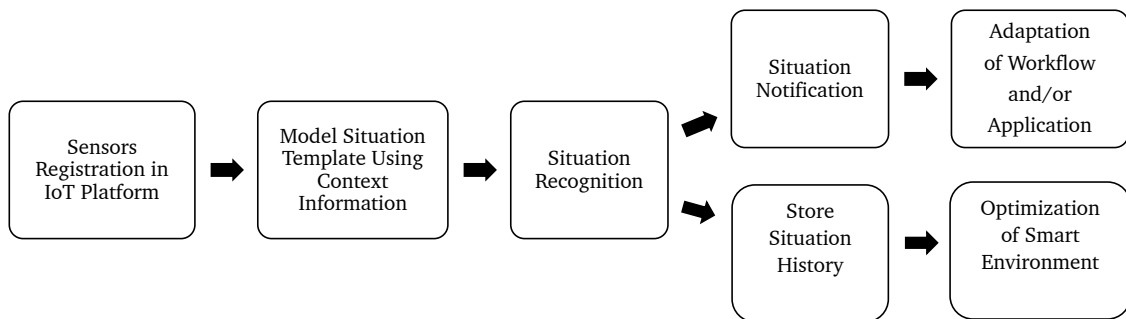 Sensors
Registration in
IoT Platform
Model Situation
Template Using
Context
Information
Situation
Recognition
Situation
Notification
Adaptation
of Workflow
and/or
Application
Store
Situation
History
Optimization
of Smart
Environment